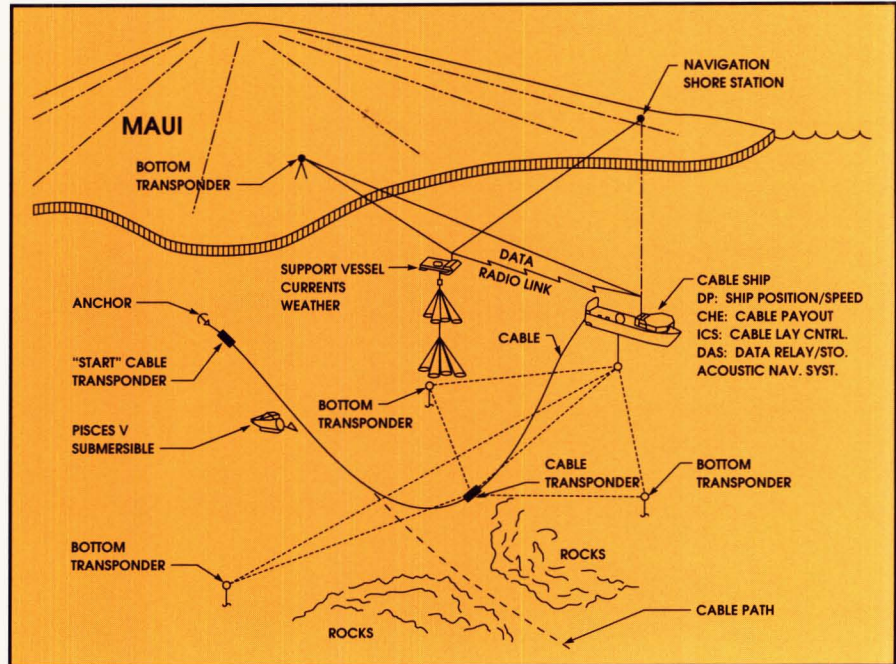 NAVIGATION
SHORE STATION
MAUI
BOTTOM
TRANSPONDER
DATA
RADIO LINK
SUPPORT VESSEL
CURRENTS
WEATHER
CABLE SHIP
DP: SHIP POSITION/SPEED
CHE: CABLE PAYOUT
ICS: CABLE LAY CNTRL.
DAS: DATA RELAY/STO.
ACOUSTIC NAV. SYST.
ANCHOR
CABLE
"START" CABLE
TRANSPONDER
BOTTOM
TRANSPONDER
PISCES V
SUBMERSIBLE
CABLE
TRANSPONDER
BOTTOM
TRANSPONDER
BOTTOM
TRANSPONDER
ROCKS
ROCKS
CABLE PATH